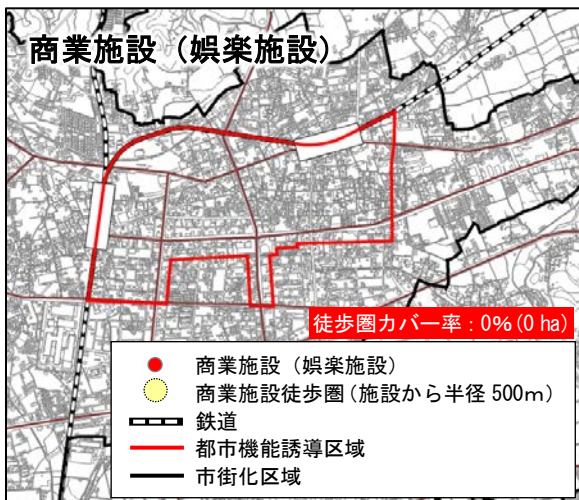 商業施設（娯楽施設）
徒歩圏カバー率：0％(0 ha)
商業施設（娯楽施設）
商業施設徒歩圏(施設から半径 500ｍ)
鉄道
都市機能誘導区域
市街化区域